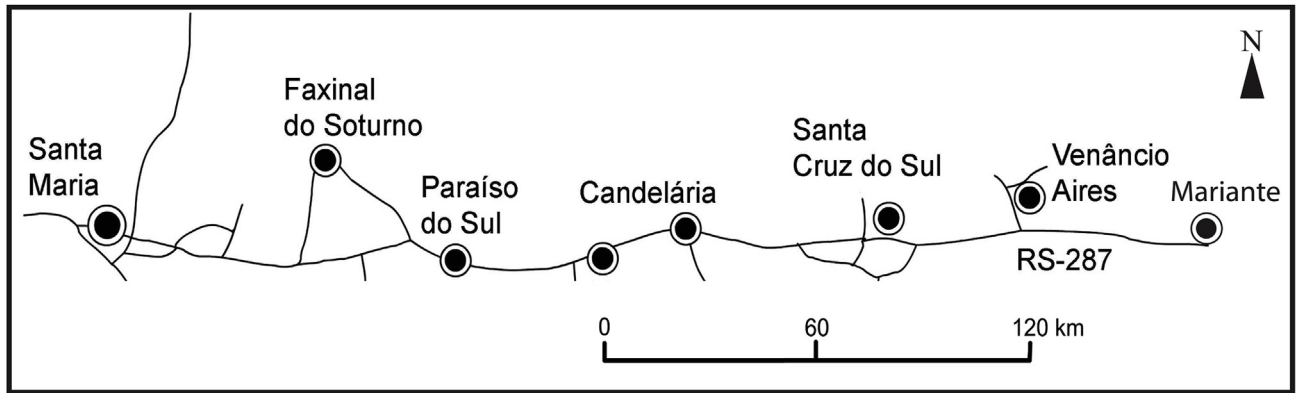 N
Faxinal
do Soturno
Santa
Maria
Paraíso
do Sul
Candelária
Santa
Cruz do Sul
Venâncio
Aires
Mariante
RS-287
0
60
120 km